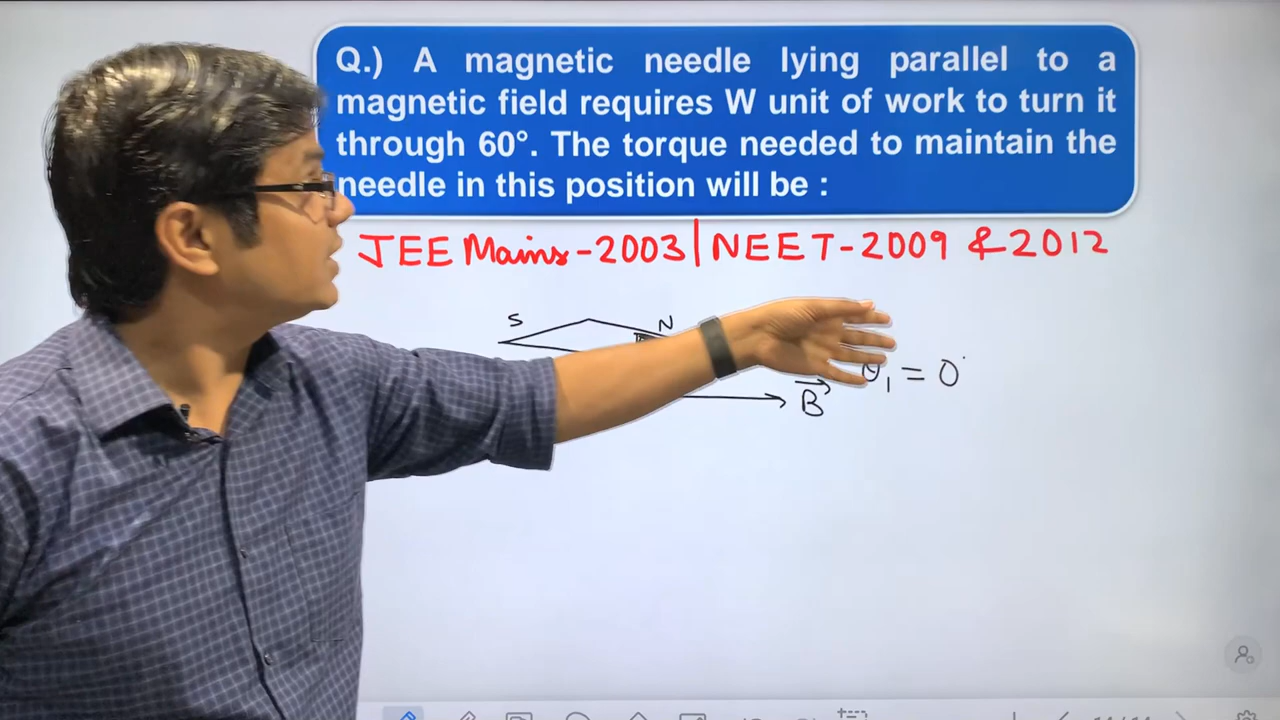 Q.) A magnetic needle lying parallel to a
magnetic field requires W unit of work to turn it
through 60°. The torque needed to maintain the
needle in this position will be :
JEE Mains-2003|NEET-2009 & 2012
S
N
θ₁ = 0°
B